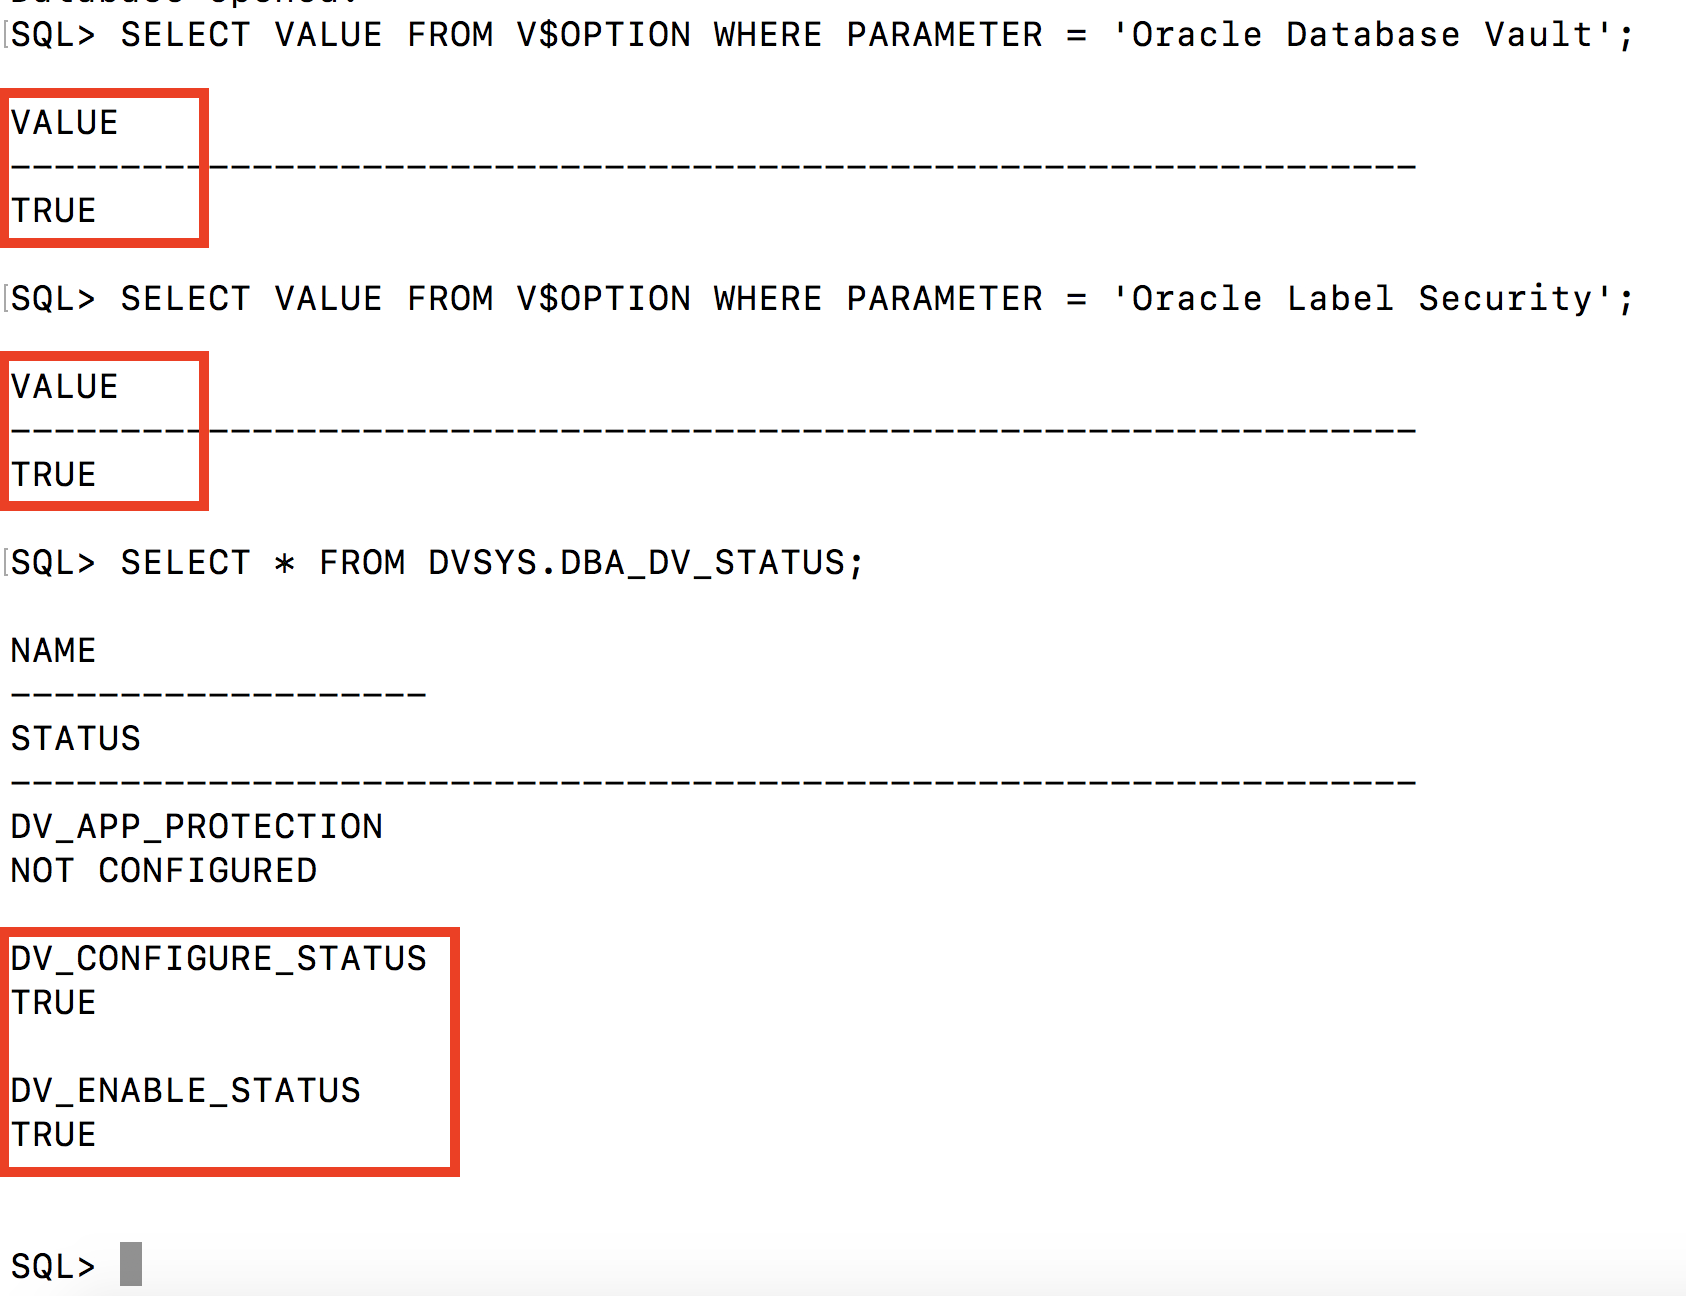 Database opened.
SQL> SELECT VALUE FROM V$OPTION WHERE PARAMETER = 'Oracle Database Vault';
VALUE
----------------------------------------------------------------
TRUE
SQL> SELECT VALUE FROM V$OPTION WHERE PARAMETER = 'Oracle Label Security';
VALUE
----------------------------------------------------------------
TRUE
SQL> SELECT * FROM DVSYS.DBA_DV_STATUS;
NAME
-------------------
STATUS
----------------------------------------------------------------
DV_APP_PROTECTION
NOT CONFIGURED
DV_CONFIGURE_STATUS
TRUE
DV_ENABLE_STATUS
TRUE
SQL>